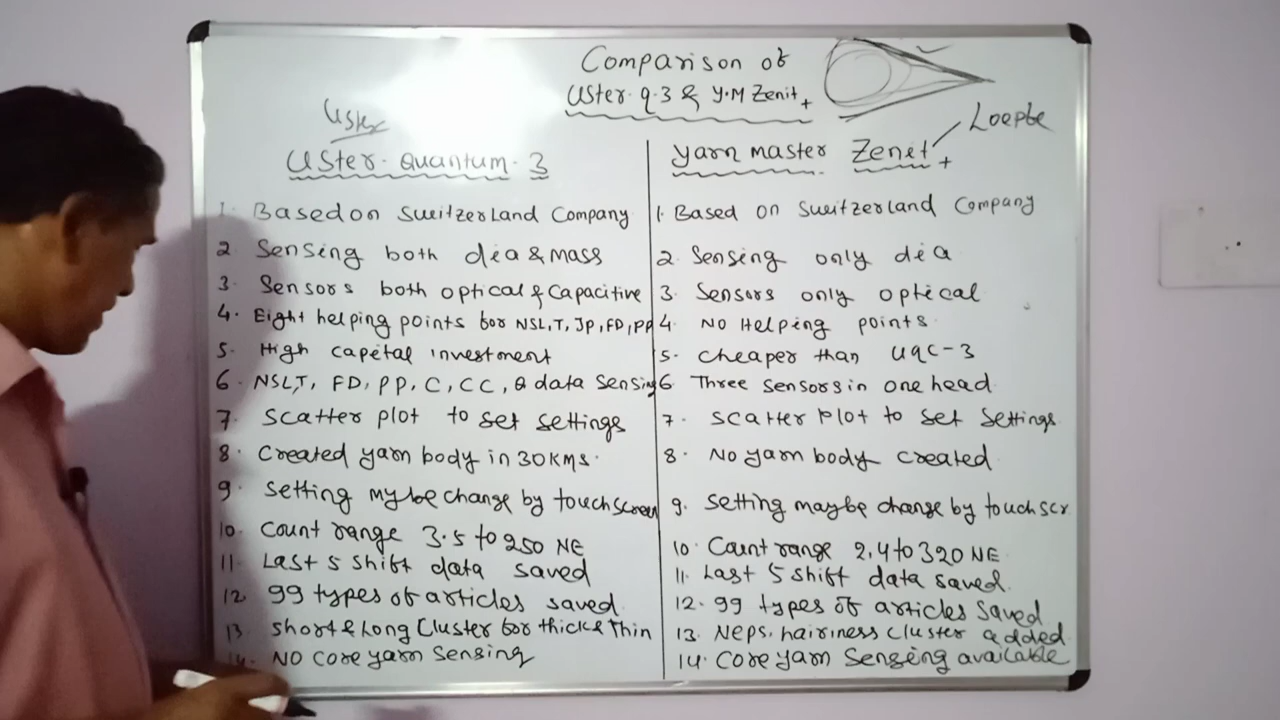 Comparison of
Uster q.3 & Y.M Zenit+
Uster
Loepfe
Uster Quantum 3
Yarn master Zenit+
1. Based on Switzerland Company
2 Sensing both dia & mass
3. Sensors both optical & Capacitive
4. Eight helping points for NSL,T, JP, FD, PP
5. High capital investment
6. NSLT, FD, PP, C, CC, & data Sensing
7. Scatter plot to set settings
8. Created yarn body in 30 KMS.
9. Setting mybe change by touch screen
10. Count range 3.5 to 250 NE
11. Last 5 shift data saved
12. 99 types of articles saved
13. Short & Long Cluster for thick & Thin
14. NO Core yarn Sensing
1. Based on Switzerland Company
2. Sensing only dia
3. Sensors only optical
4. NO Helping points
5. Cheaper than UQC-3
6 Three sensors in one head
7. Scatter plot to set settings
8. No yarn body created
9. Setting maybe change by touch scr
10. Count range 2.4 to 320 NE
11. Last 5 shift data saved
12. 99 types of articles saved
13. Neps, hairiness cluster added
14. Core yarn Sensing available